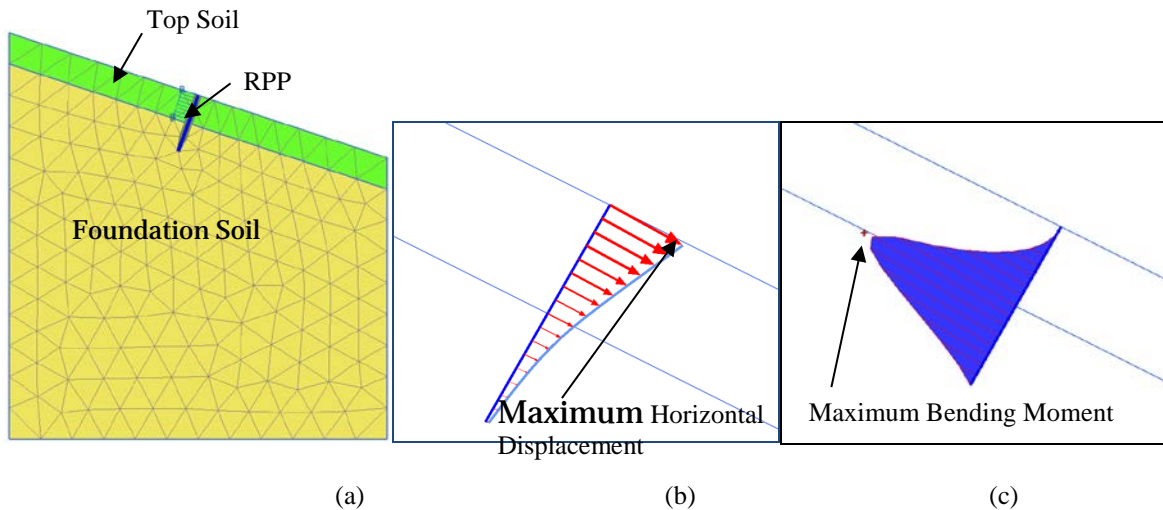 Top Soil
RPP
Foundation Soil
Maximum Horizontal
Displacement
Maximum Bending Moment
(a)
(b)
(c)